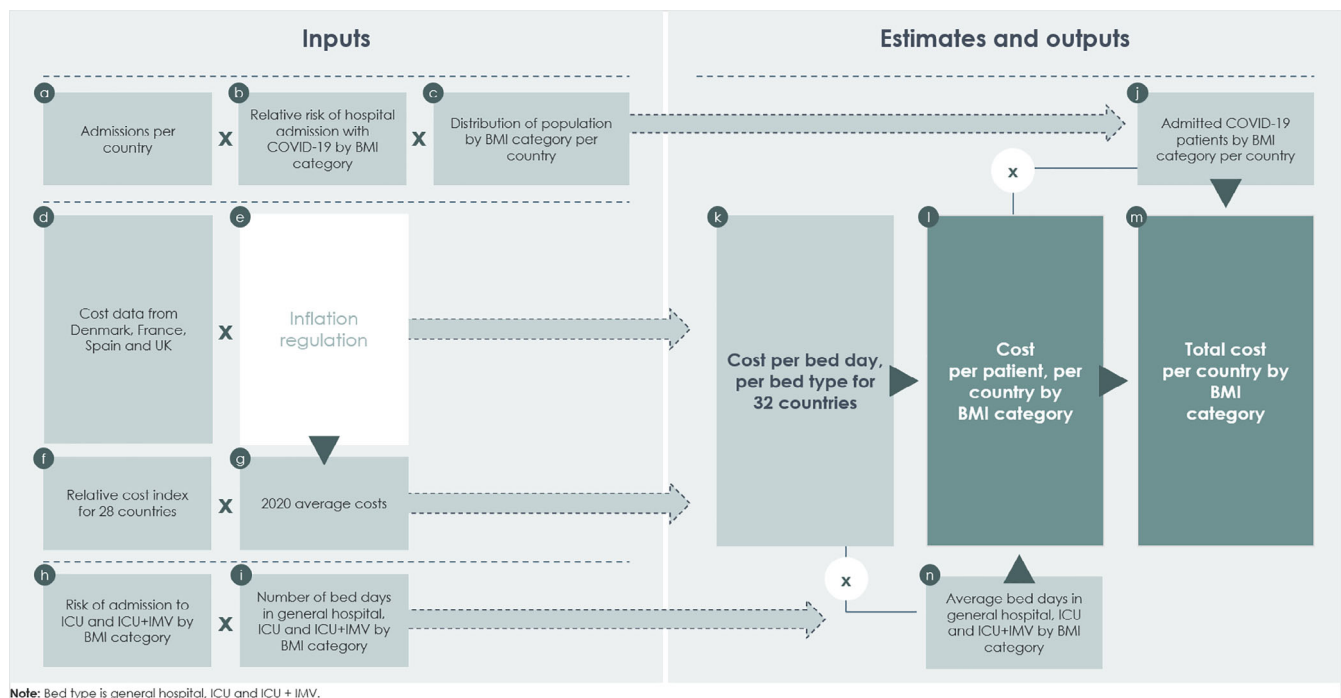 Inputs
Estimates and outputs
a
b
c
j
Admissions per
country
x
Relative risk of hospital
admission with
COVID-19 by BMI
category
x
Distribution of population
by BMI category per
country
Admitted COVID-19
patients by BMI
category per country
x
d
e
k
l
m
Cost data from
Denmark, France,
Spain and UK
x
Inflation
regulation
Cost per bed day,
per bed type for
32 countries
Cost
per patient, per
country by
BMI category
Total cost
per country by
BMI
category
f
g
Relative cost index
for 28 countries
x
2020 average costs
h
i
n
Risk of admission to
ICU and ICU+IMV by
BMI category
x
Number of bed days
in general hospital,
ICU and ICU+IMV by
BMI category
x
Average bed days in
general hospital, ICU
and ICU+IMV by BMI
category
Note: Bed type is general hospital, ICU and ICU + IMV.